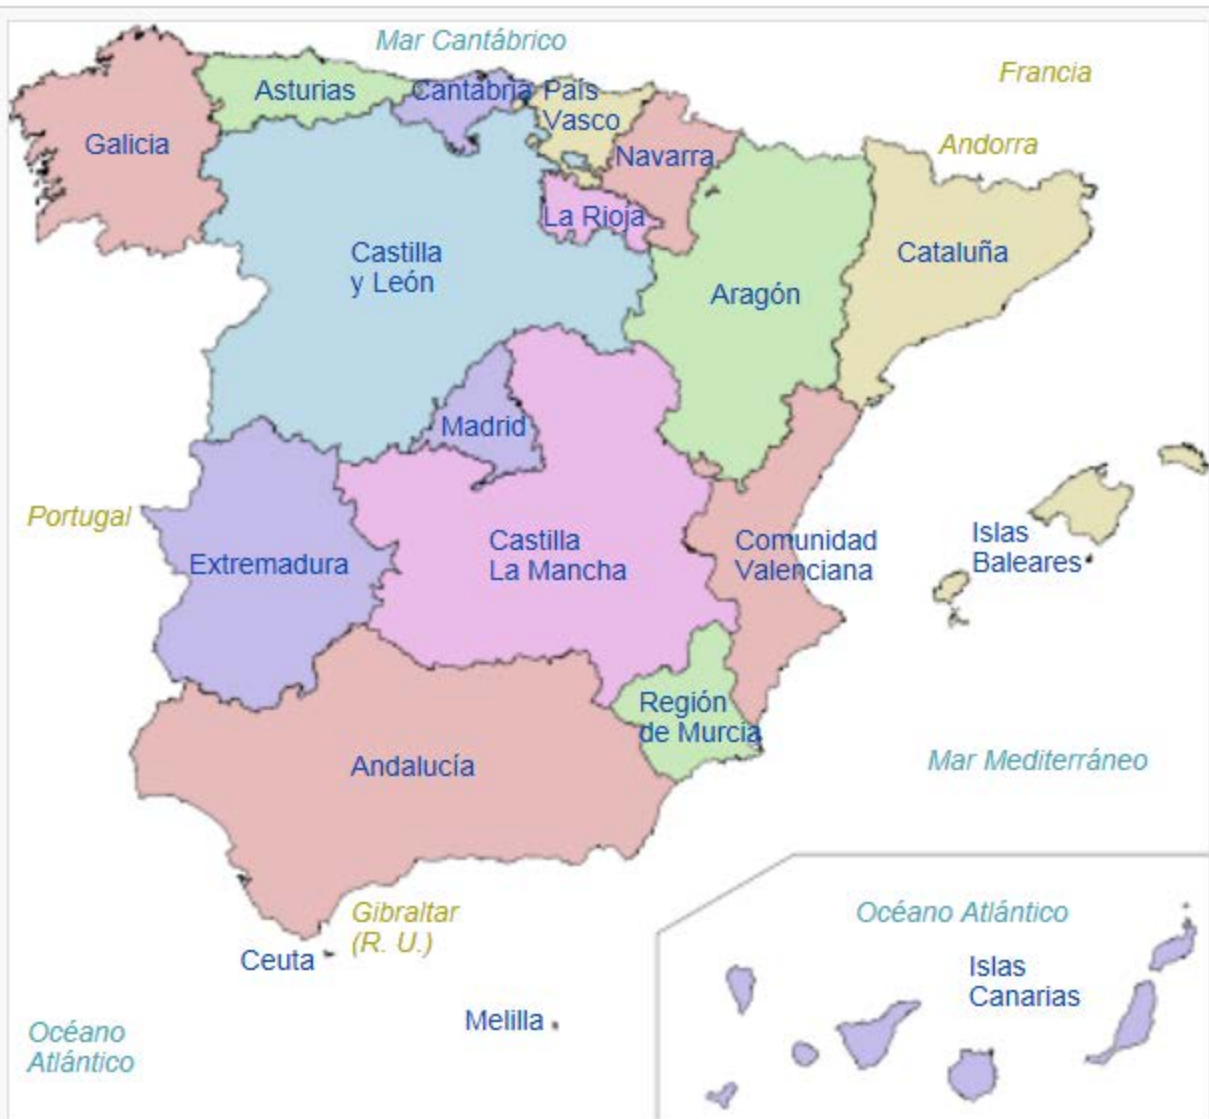 Mar Cantábrico
Francia
Asturias
Cantabria
País
Vasco
Galicia
Navarra
Andorra
La Rioja
Castilla
y León
Aragón
Cataluña
Madrid
Portugal
Extremadura
Castilla
La Mancha
Comunidad
Valenciana
Islas
Baleares
Región
de Murcia
Andalucía
Mar Mediterráneo
Gibraltar
(R. U.)
Ceuta
Océano Atlántico
Islas
Canarias
Melilla
Océano
Atlántico